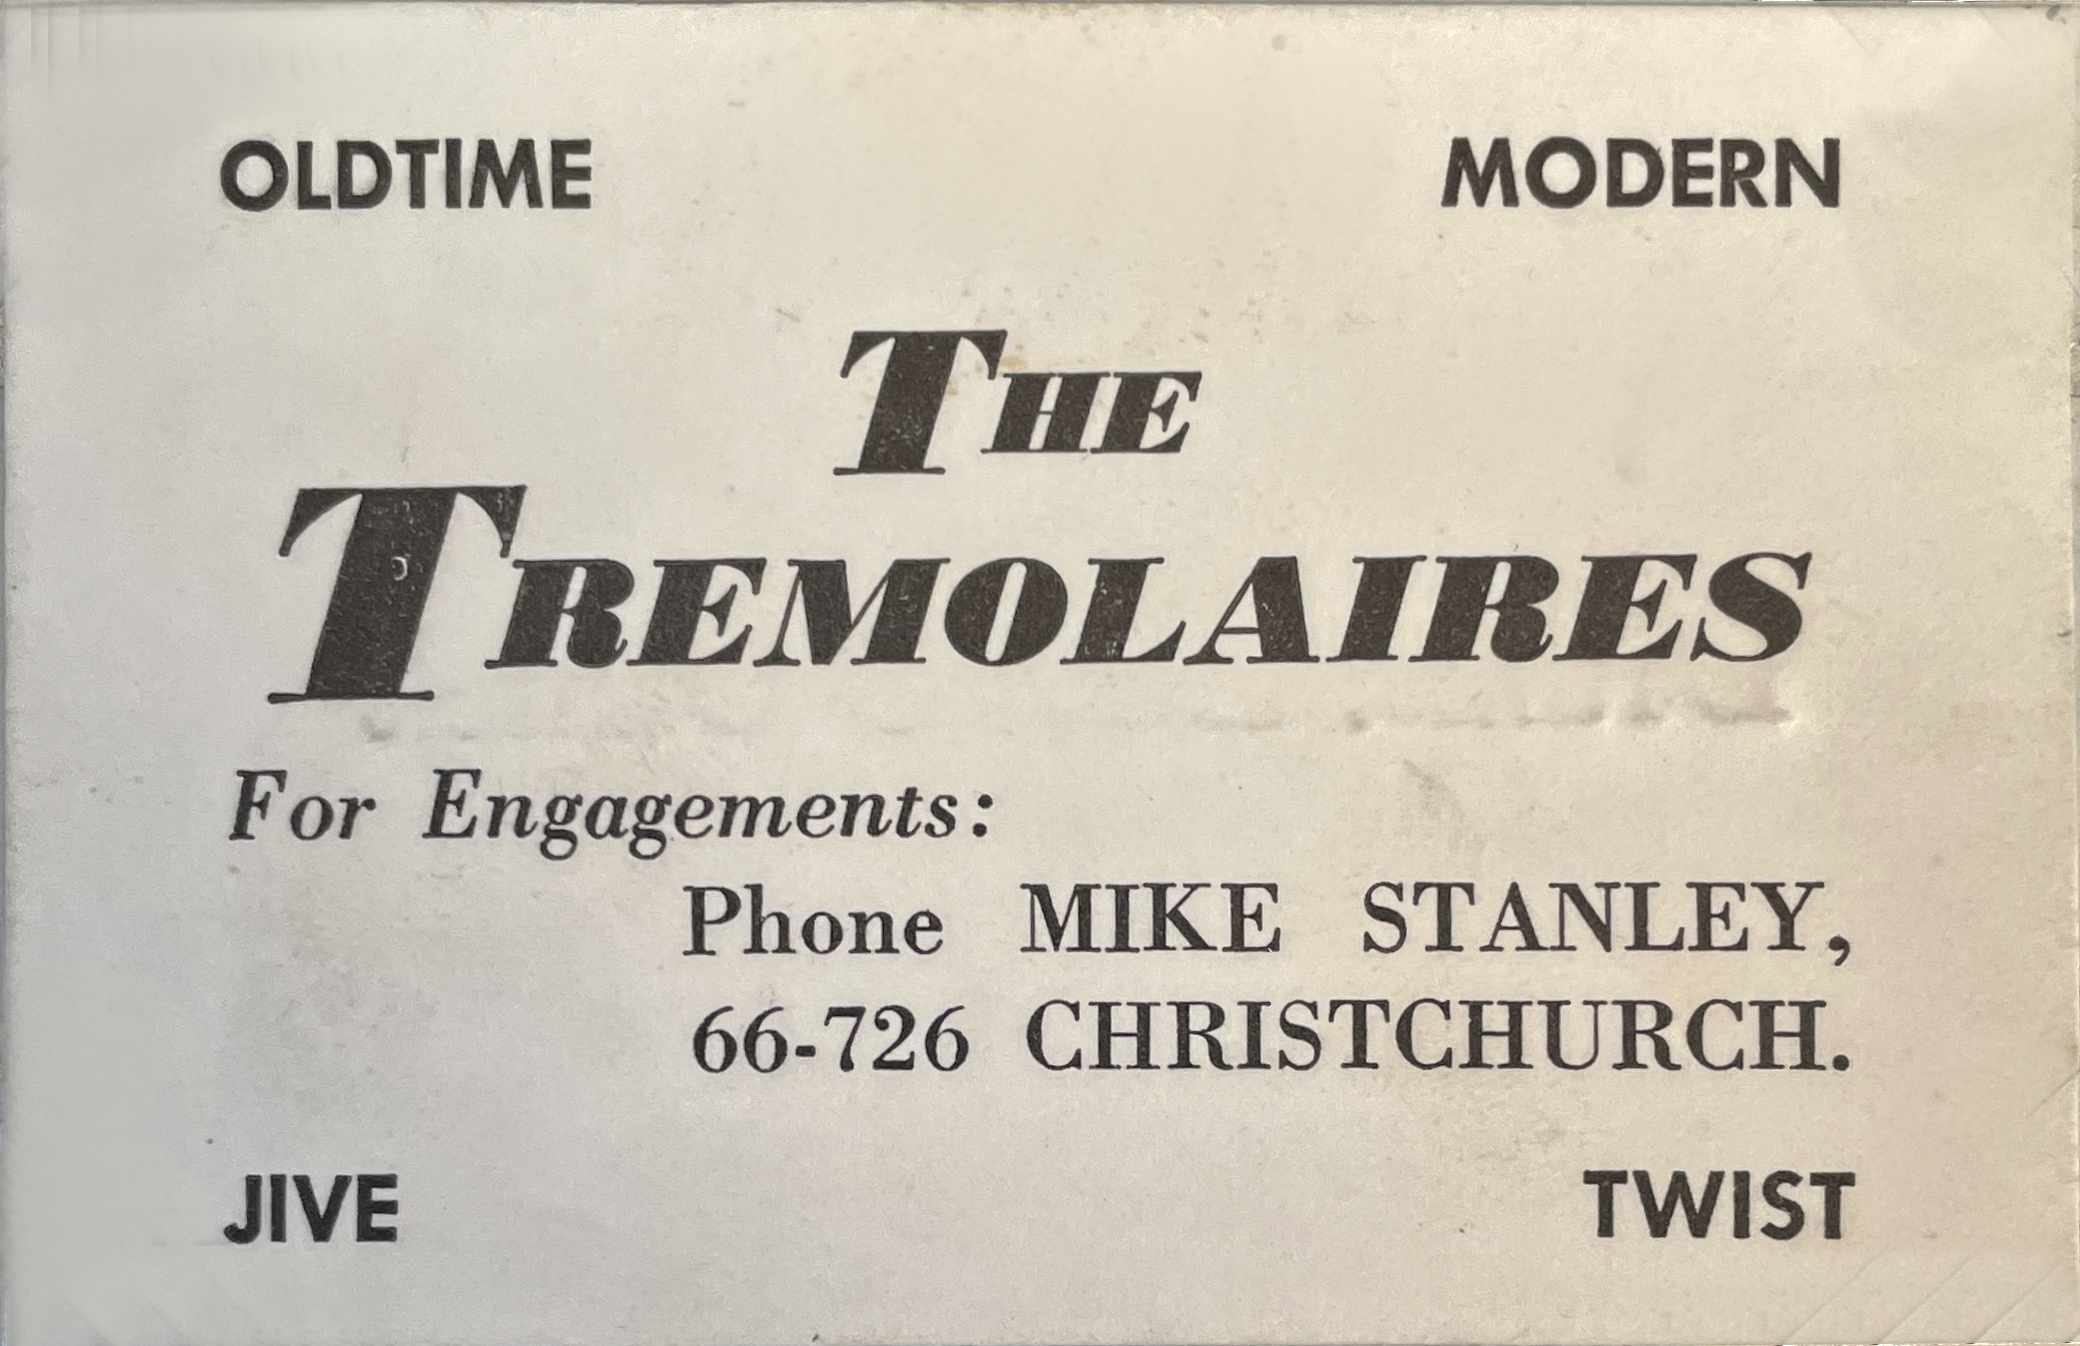 OLDTIME MODERN
THE
TREMOLAIRES
For Engagements:
Phone MIKE STANLEY,
66-726 CHRISTCHURCH.
JIVE TWIST